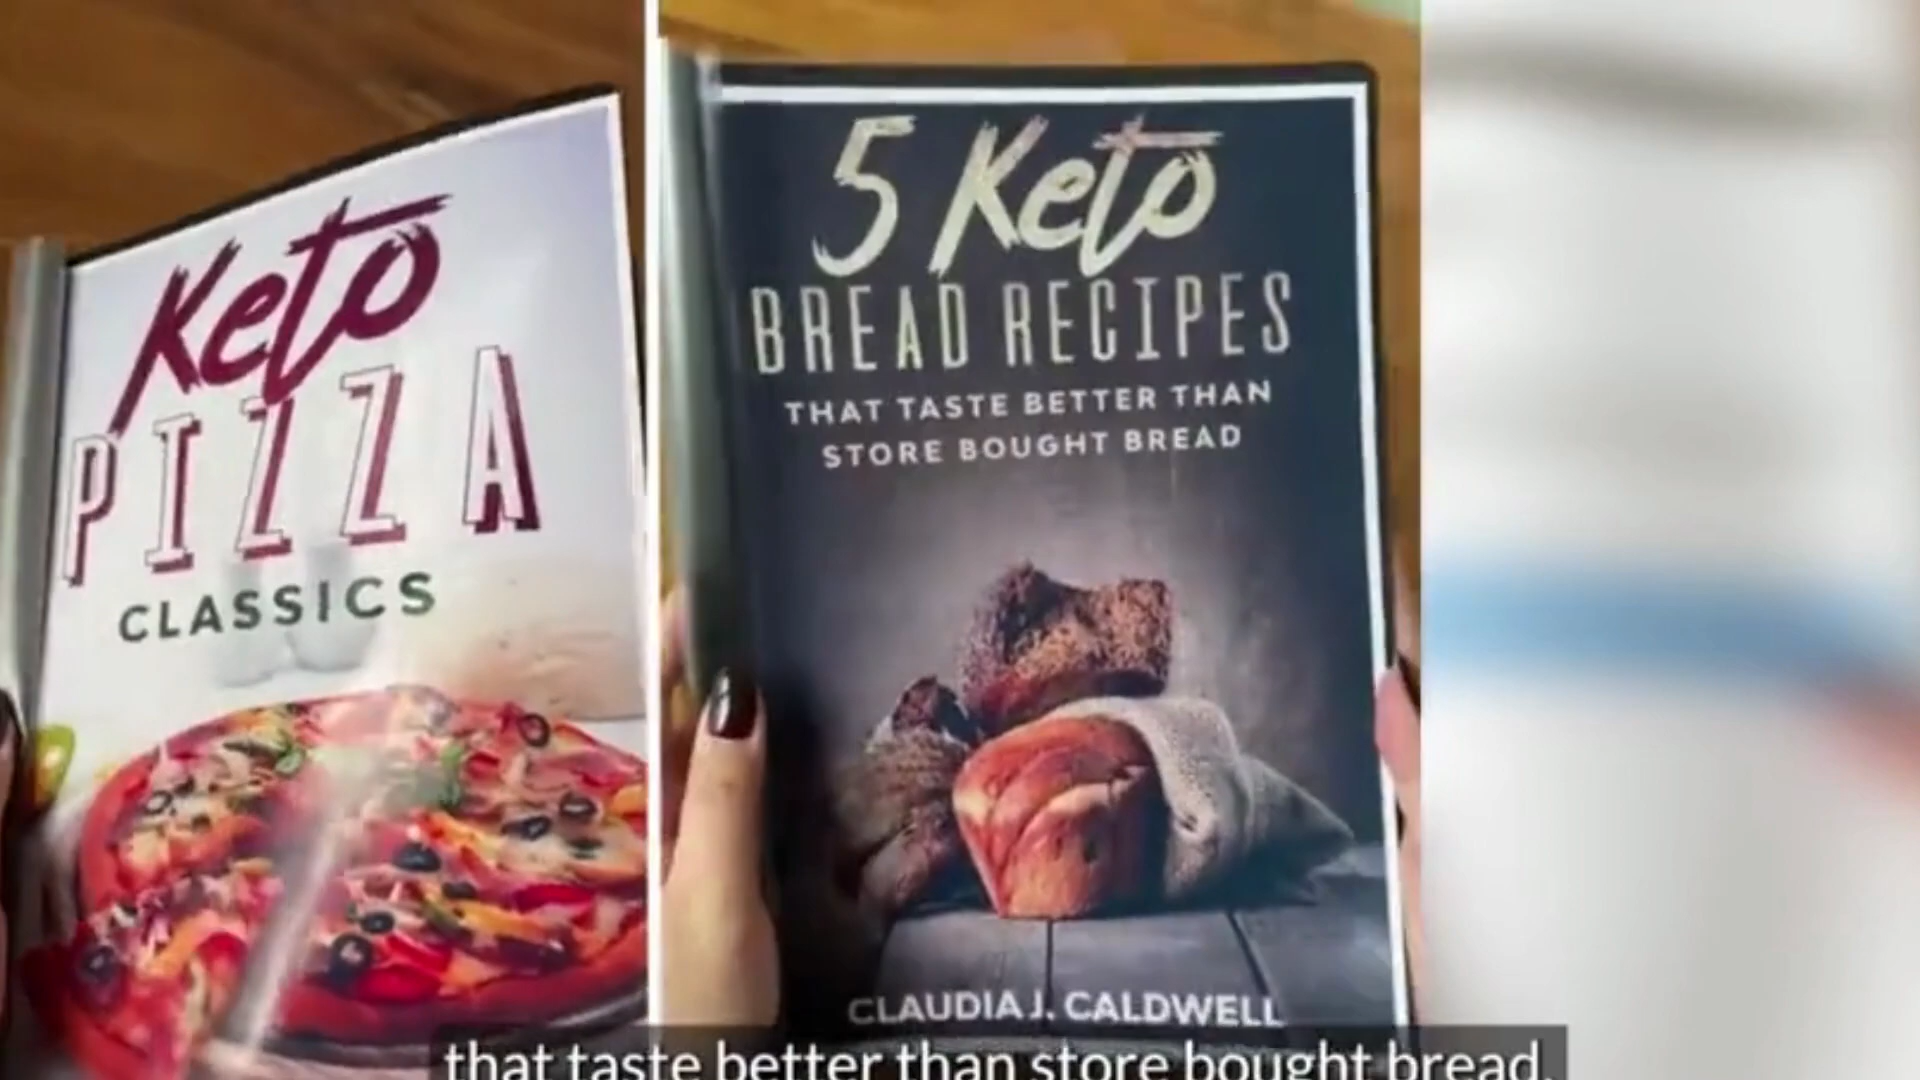 Keto
PIZZA
CLASSICS
5 Keto
BREAD RECIPES
THAT TASTE BETTER THAN
STORE BOUGHT BREAD
CLAUDIA J. CALDWELL
that taste better than store bought bread.